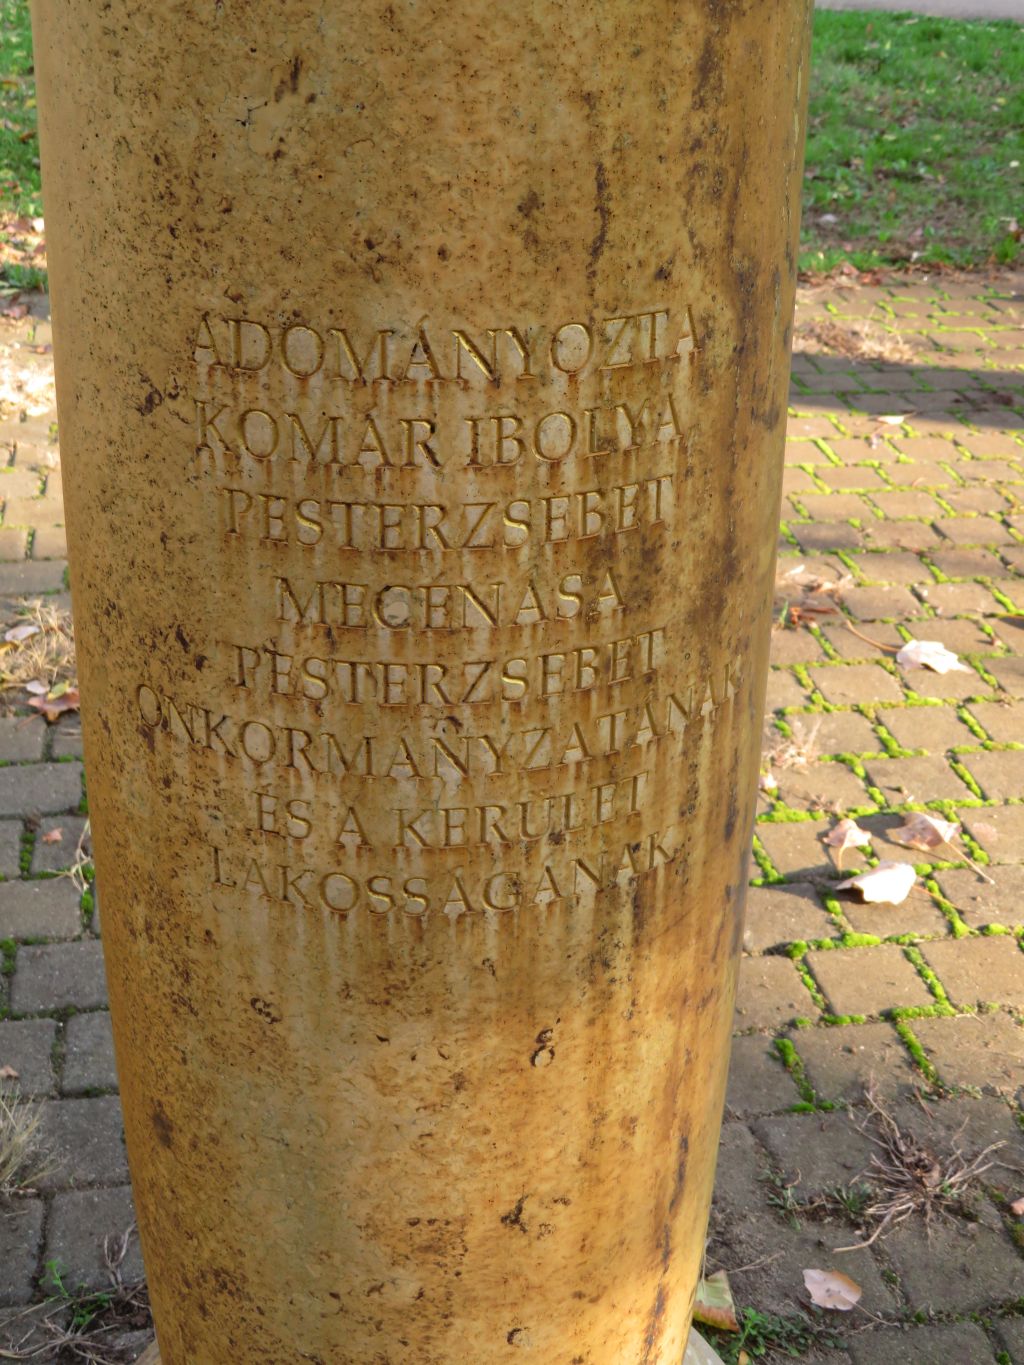 ADOMÁNYOZTA
KOMÁR IBOLYA
PESTERZSEBET
MECÉNÁSA
PESTERZSEBET
ÖNKORMÁNYZATÁNAK
ÉS A KERÜLET
LAKOSSÁGÁNAK